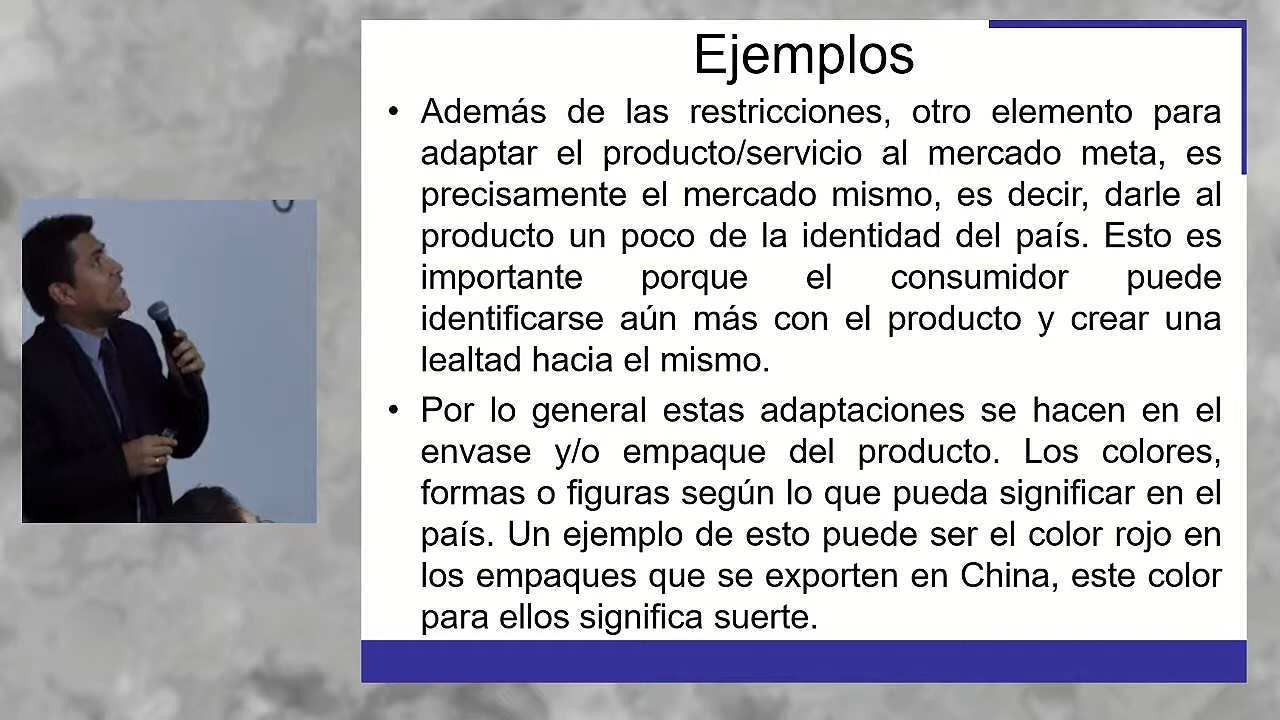 Ejemplos
• Además de las restricciones, otro elemento para
adaptar el producto/servicio al mercado meta, es
precisamente el mercado mismo, es decir, darle al
producto un poco de la identidad del país. Esto es
importante porque el consumidor puede
identificarse aún más con el producto y crear una
lealtad hacia el mismo.
• Por lo general estas adaptaciones se hacen en el
envase y/o empaque del producto. Los colores,
formas o figuras según lo que pueda significar en el
país. Un ejemplo de esto puede ser el color rojo en
los empaques que se exporten en China, este color
para ellos significa suerte.